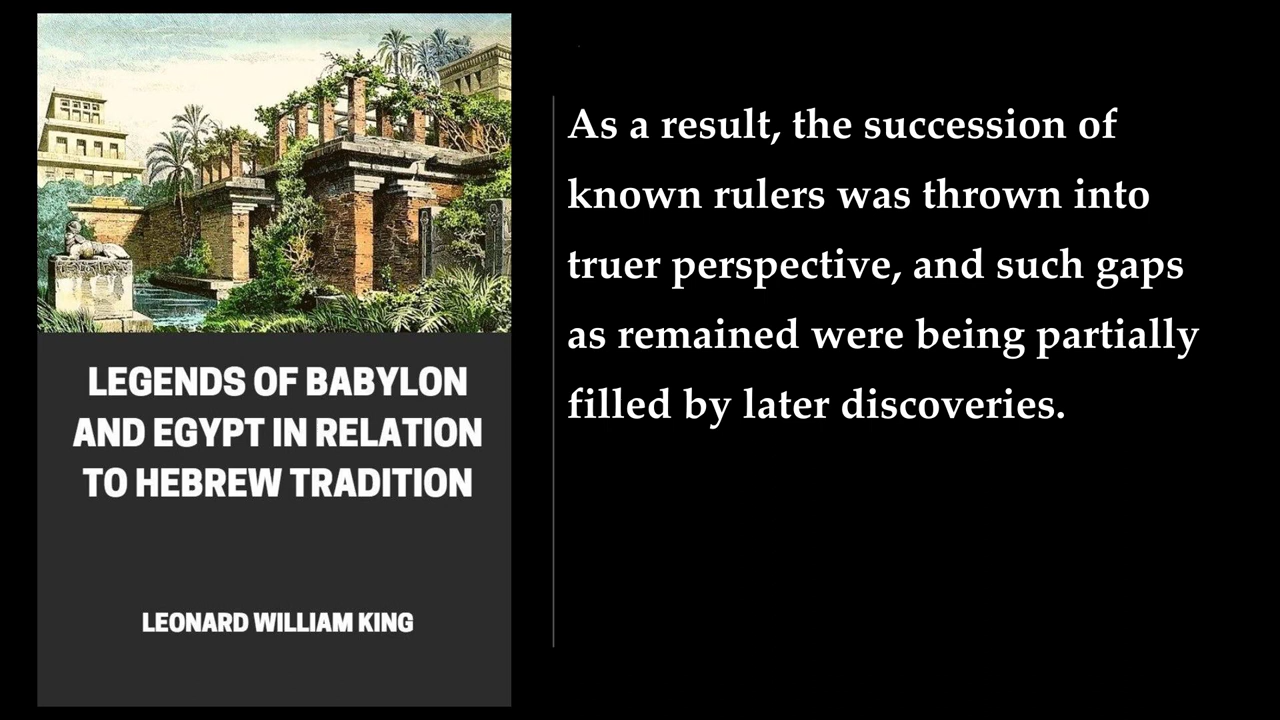 LEGENDS OF BABYLON
AND EGYPT IN RELATION
TO HEBREW TRADITION
LEONARD WILLIAM KING
As a result, the succession of
known rulers was thrown into
truer perspective, and such gaps
as remained were being partially
filled by later discoveries.